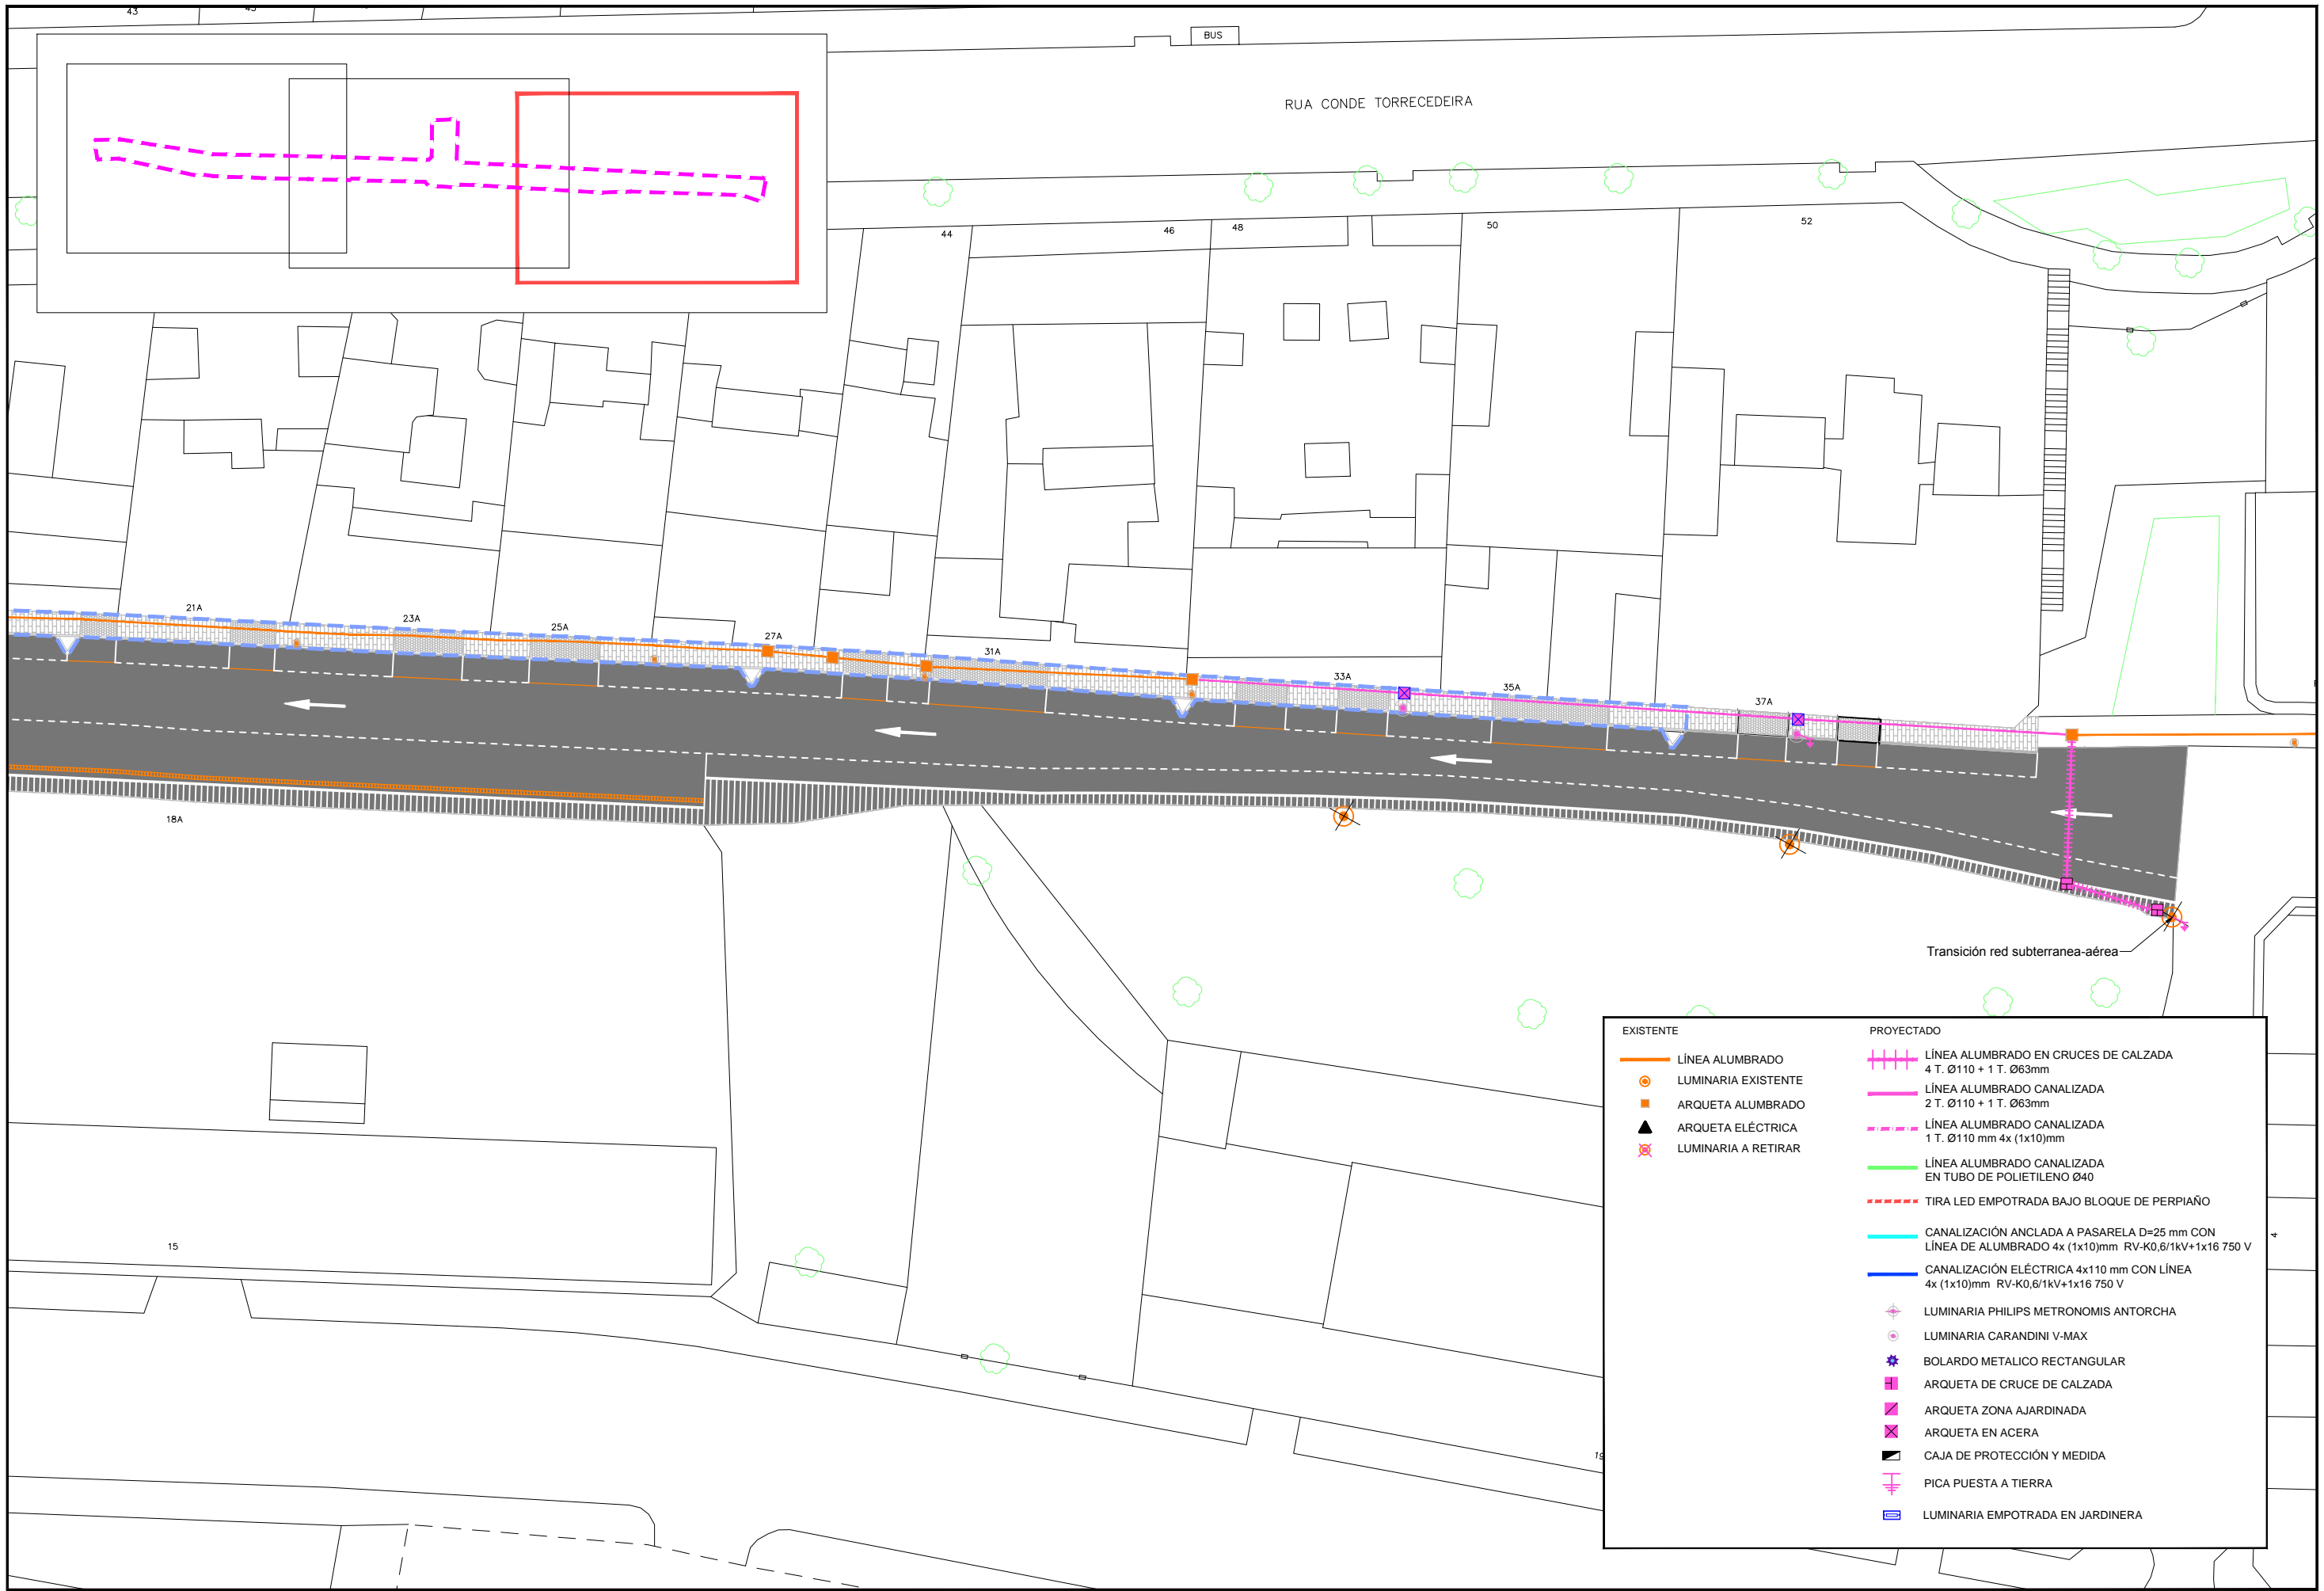 43
BUS
RUA CONDE TORRECEDEIRA
44
46
48
50
52
21A
23A
25A
27A
31A
33A
35A
37A
18A
Transición red subterranea-aérea
15
EXISTENTE
LÍNEA ALUMBRADO
LUMINARIA EXISTENTE
ARQUETA ALUMBRADO
ARQUETA ELÉCTRICA
LUMINARIA A RETIRAR
PROYECTADO
LÍNEA ALUMBRADO EN CRUCES DE CALZADA
4 T. Ø110 + 1 T. Ø63mm
LÍNEA ALUMBRADO CANALIZADA
2 T. Ø110 + 1 T. Ø63mm
LÍNEA ALUMBRADO CANALIZADA
1 T. Ø110 mm 4x (1x10)mm
LÍNEA ALUMBRADO CANALIZADA
EN TUBO DE POLIETILENO Ø40
TIRA LED EMPOTRADA BAJO BLOQUE DE PERPIAÑO
CANALIZACIÓN ANCLADA A PASARELA D=25 mm CON
LÍNEA DE ALUMBRADO 4x (1x10)mm RV-K0,6/1kV+1x16 750 V
CANALIZACIÓN ELÉCTRICA 4x110 mm CON LÍNEA
4x (1x10)mm RV-K0,6/1kV+1x16 750 V
LUMINARIA PHILIPS METRONOMIS ANTORCHA
LUMINARIA CARANDINI V-MAX
BOLARDO METALICO RECTANGULAR
ARQUETA DE CRUCE DE CALZADA
ARQUETA ZONA AJARDINADA
ARQUETA EN ACERA
CAJA DE PROTECCIÓN Y MEDIDA
PICA PUESTA A TIERRA
LUMINARIA EMPOTRADA EN JARDINERA
4